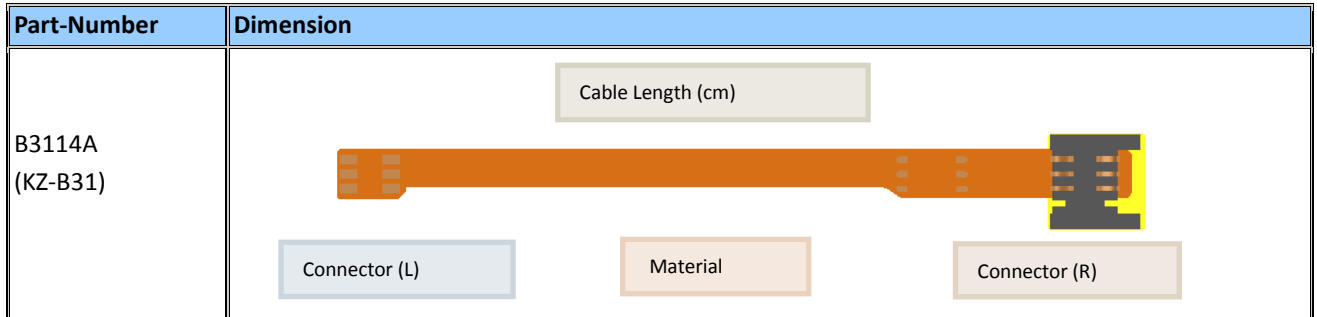 Part-Number
Dimension
Cable Length (cm)
B3114A
(KZ-B31)
Connector (L)
Material
Connector (R)